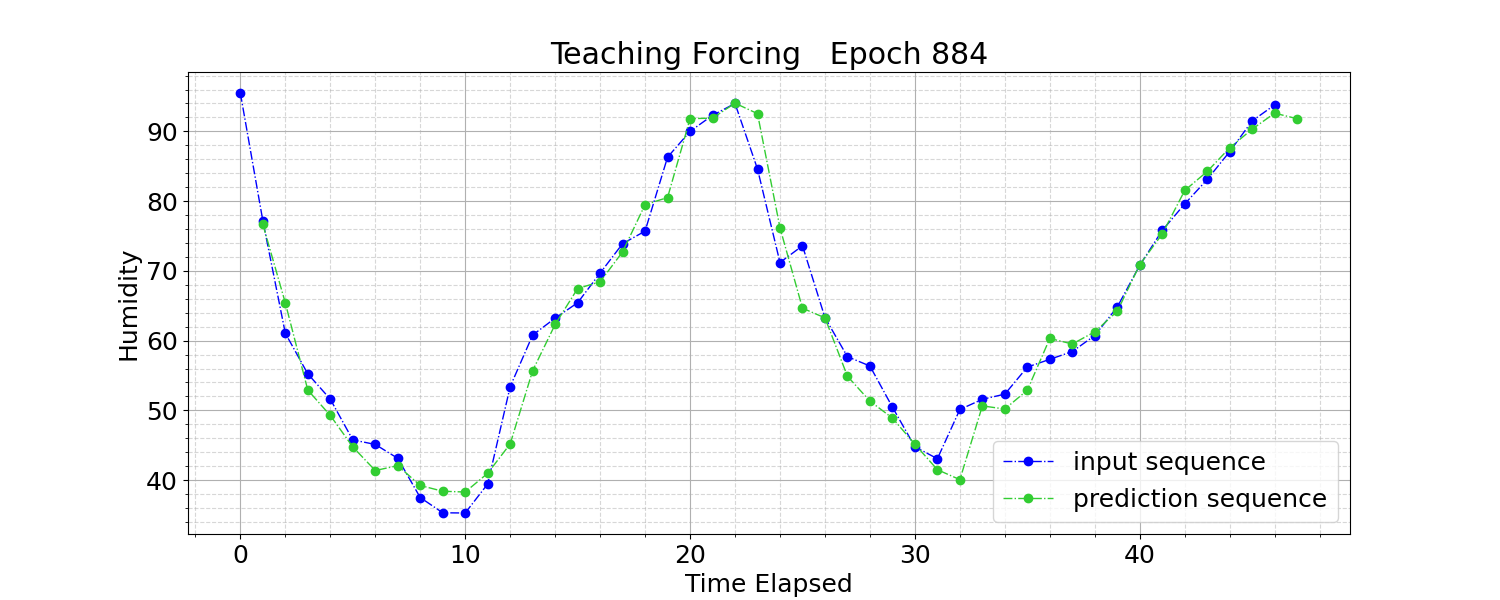 Teaching Forcing   Epoch 884
Humidity
90
80
70
60
50
40
input sequence
prediction sequence
0 10 20 30 40
Time Elapsed